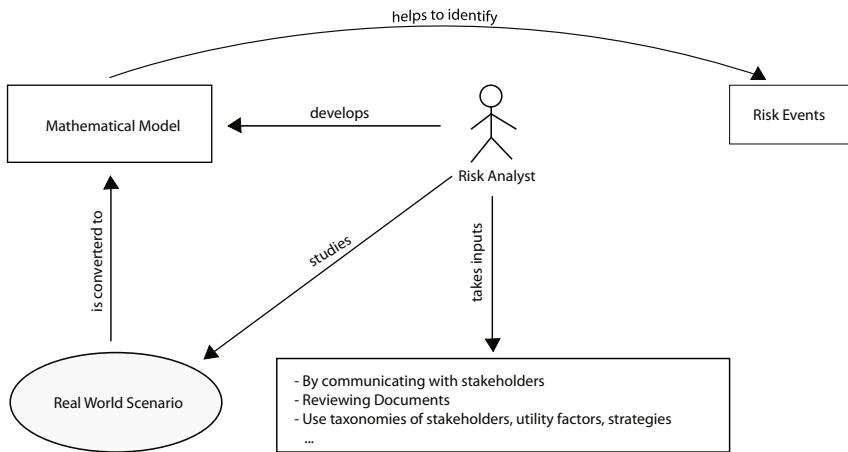 helps to identify
Mathematical Model
develops
Risk Events
Risk Analyst
is converterd to
studies
takes inputs
Real World Scenario
- By communicating with stakeholders
- Reviewing Documents
- Use taxonomies of stakeholders, utility factors, strategies
...